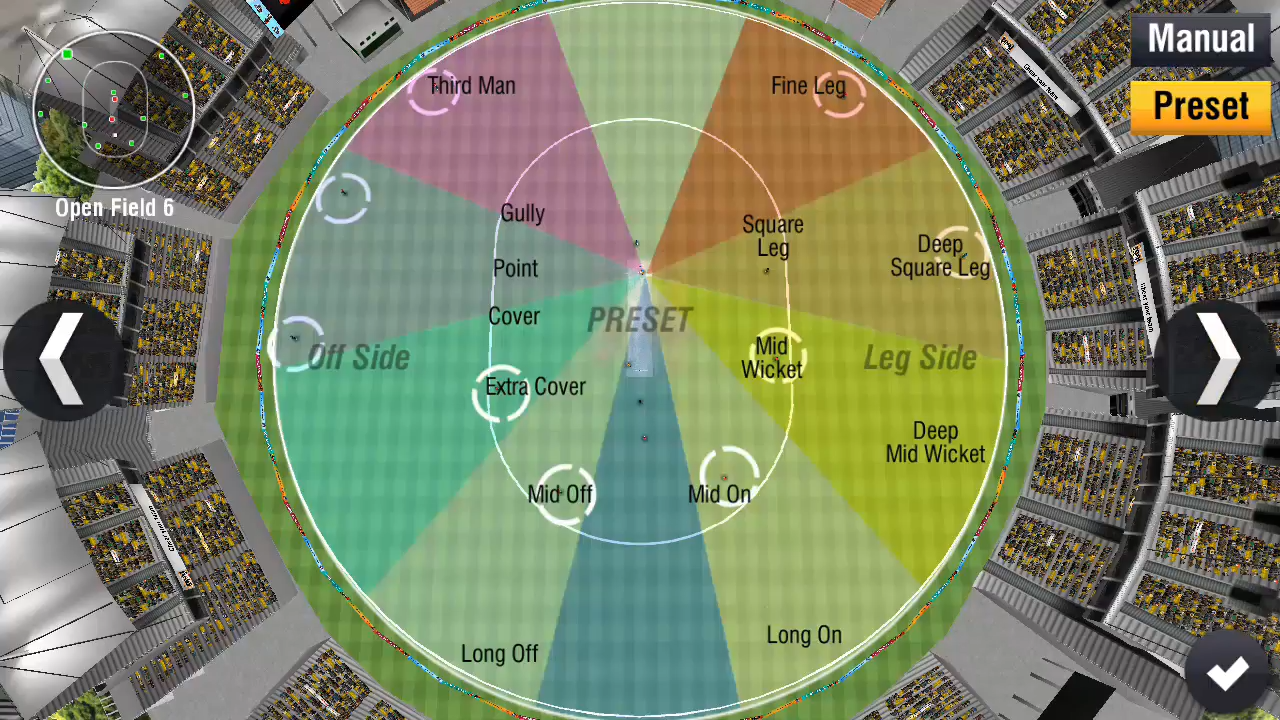 Manual
Preset
Open Field 6
Third Man
Fine Leg
Gully
Square
Leg
Deep
Square Leg
Point
Cover
PRESET
Off Side
Mid
Wicket
Leg Side
Extra Cover
Deep
Mid Wicket
Mid Off
Mid On
Long Off
Long On